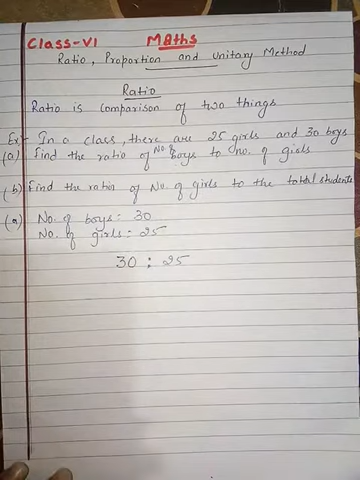 Class-VI Maths
Ratio, Proportion and Unitary Method
Ratio
Ratio is comparison of two things
Ex:- In a class, there are 25 girls and 30 boys
(a) Find the ratio of No. of boys to no. of girls
(b) Find the ratios of No. of girls to the total students
(a) No. of boys: 30
No. of girls: 25
30 : 25